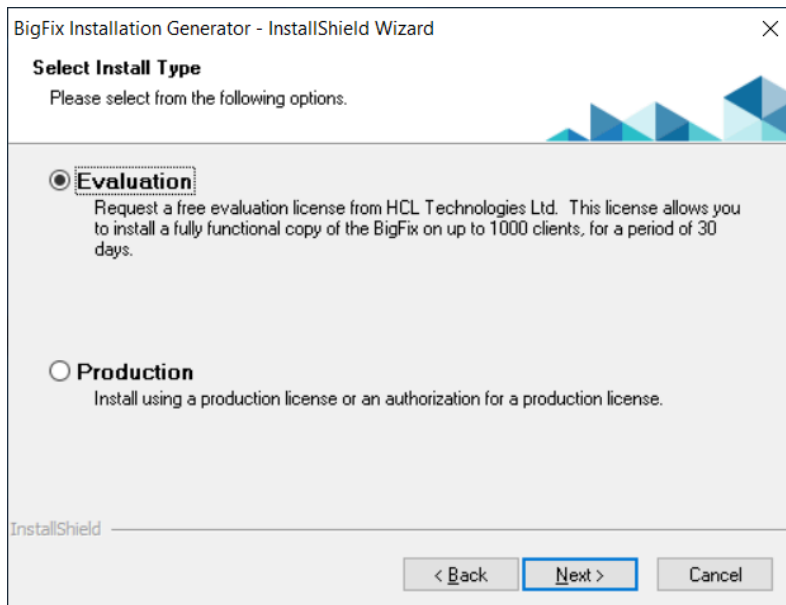 BigFix Installation Generator - InstallShield Wizard
Select Install Type
Please select from the following options.
Evaluation
Request a free evaluation license from HCL Technologies Ltd. This license allows you
to install a fully functional copy of the BigFix on up to 1000 clients, for a period of 30
days.
Production
Install using a production license or an authorization for a production license.
InstallShield
< Back
Next >
Cancel